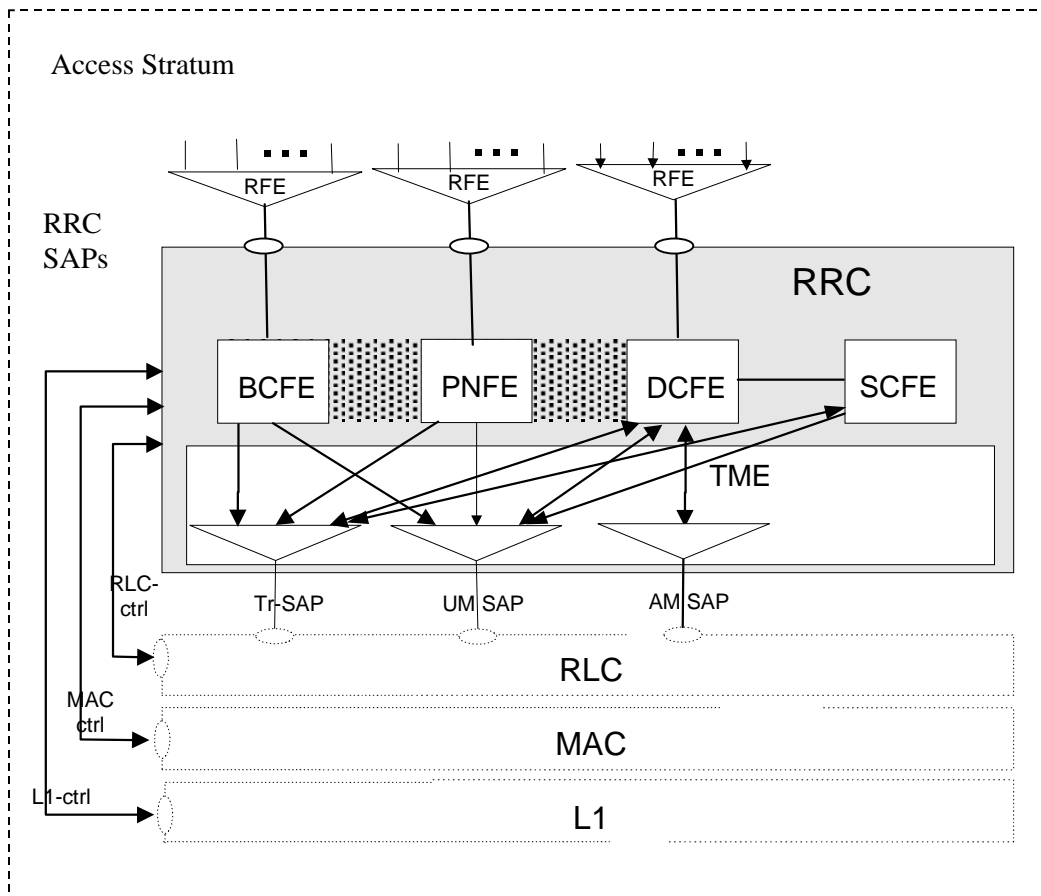 Access Stratum
RFE
RFE
RFE
RRC
SAPs
RRC
BCFE
PNFE
DCFE
SCFE
TME
RLC-
ctrl
Tr-SAP
UM SAP
AM SAP
RLC
MAC
ctrl
MAC
L1-ctrl
L1